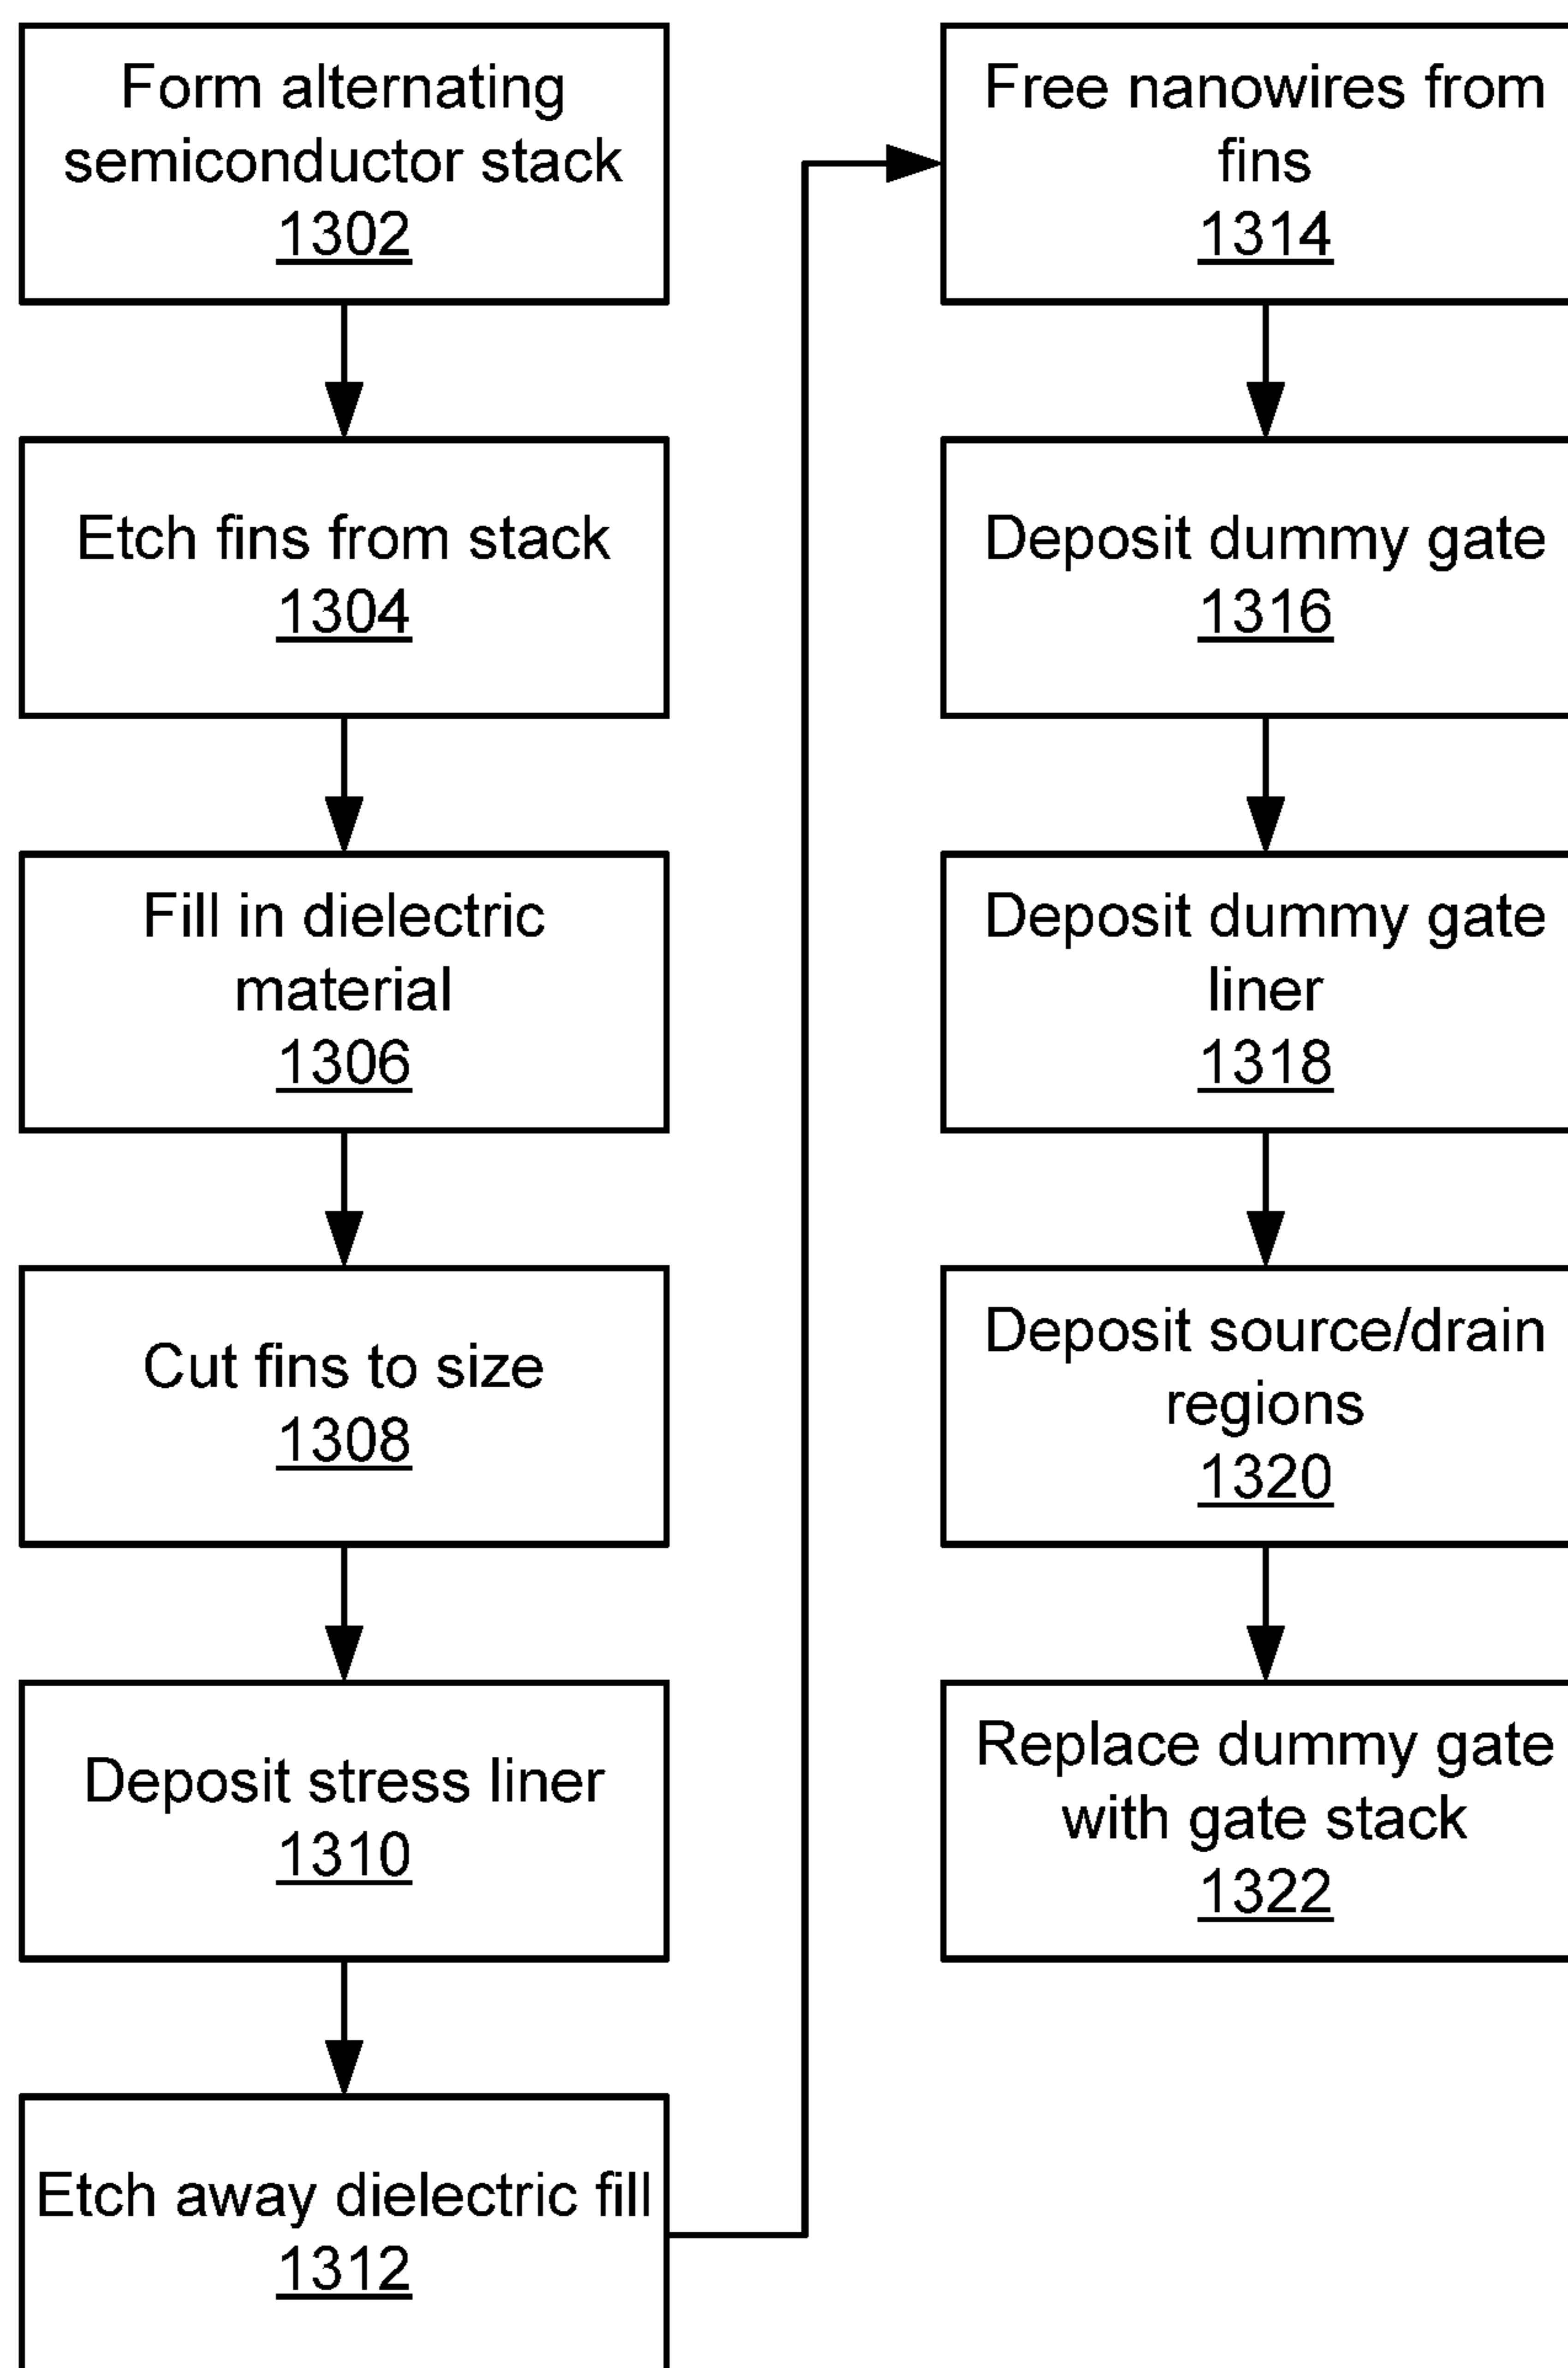 Form alternating
semiconductor stack
1302
Etch fins from stack
1304
Fill in dielectric
material
1306
Cut fins to size
1308
Deposit stress liner
1310
Etch away dielectric fill
1312
Free nanowires from
fins
1314
Deposit dummy gate
1316
Deposit dummy gate
liner
1318
Deposit source/drain
regions
1320
Replace dummy gate
with gate stack
1322